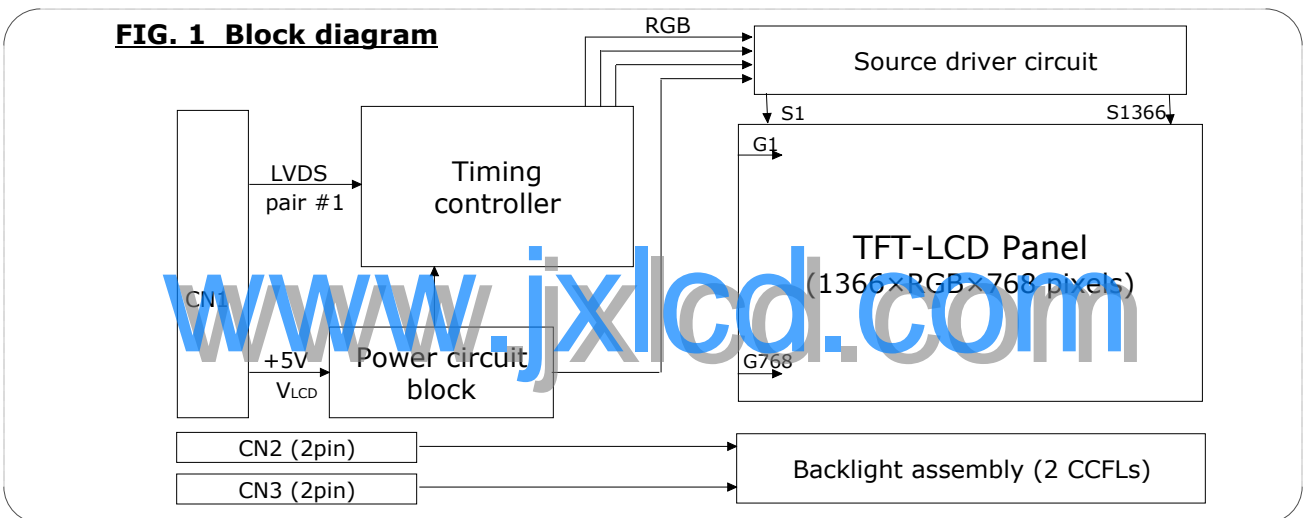 FIG. 1 Block diagram
RGB
Source driver circuit
S1
S1366
G1
LVDS
pair #1
Timing
controller
TFT-LCD Panel
(1366×RGB×768 pixels)
CN1
www.jxlcd.com
+5V
VLCD
Power circuit
block
G768
CN2 (2pin)
CN3 (2pin)
Backlight assembly (2 CCFLs)